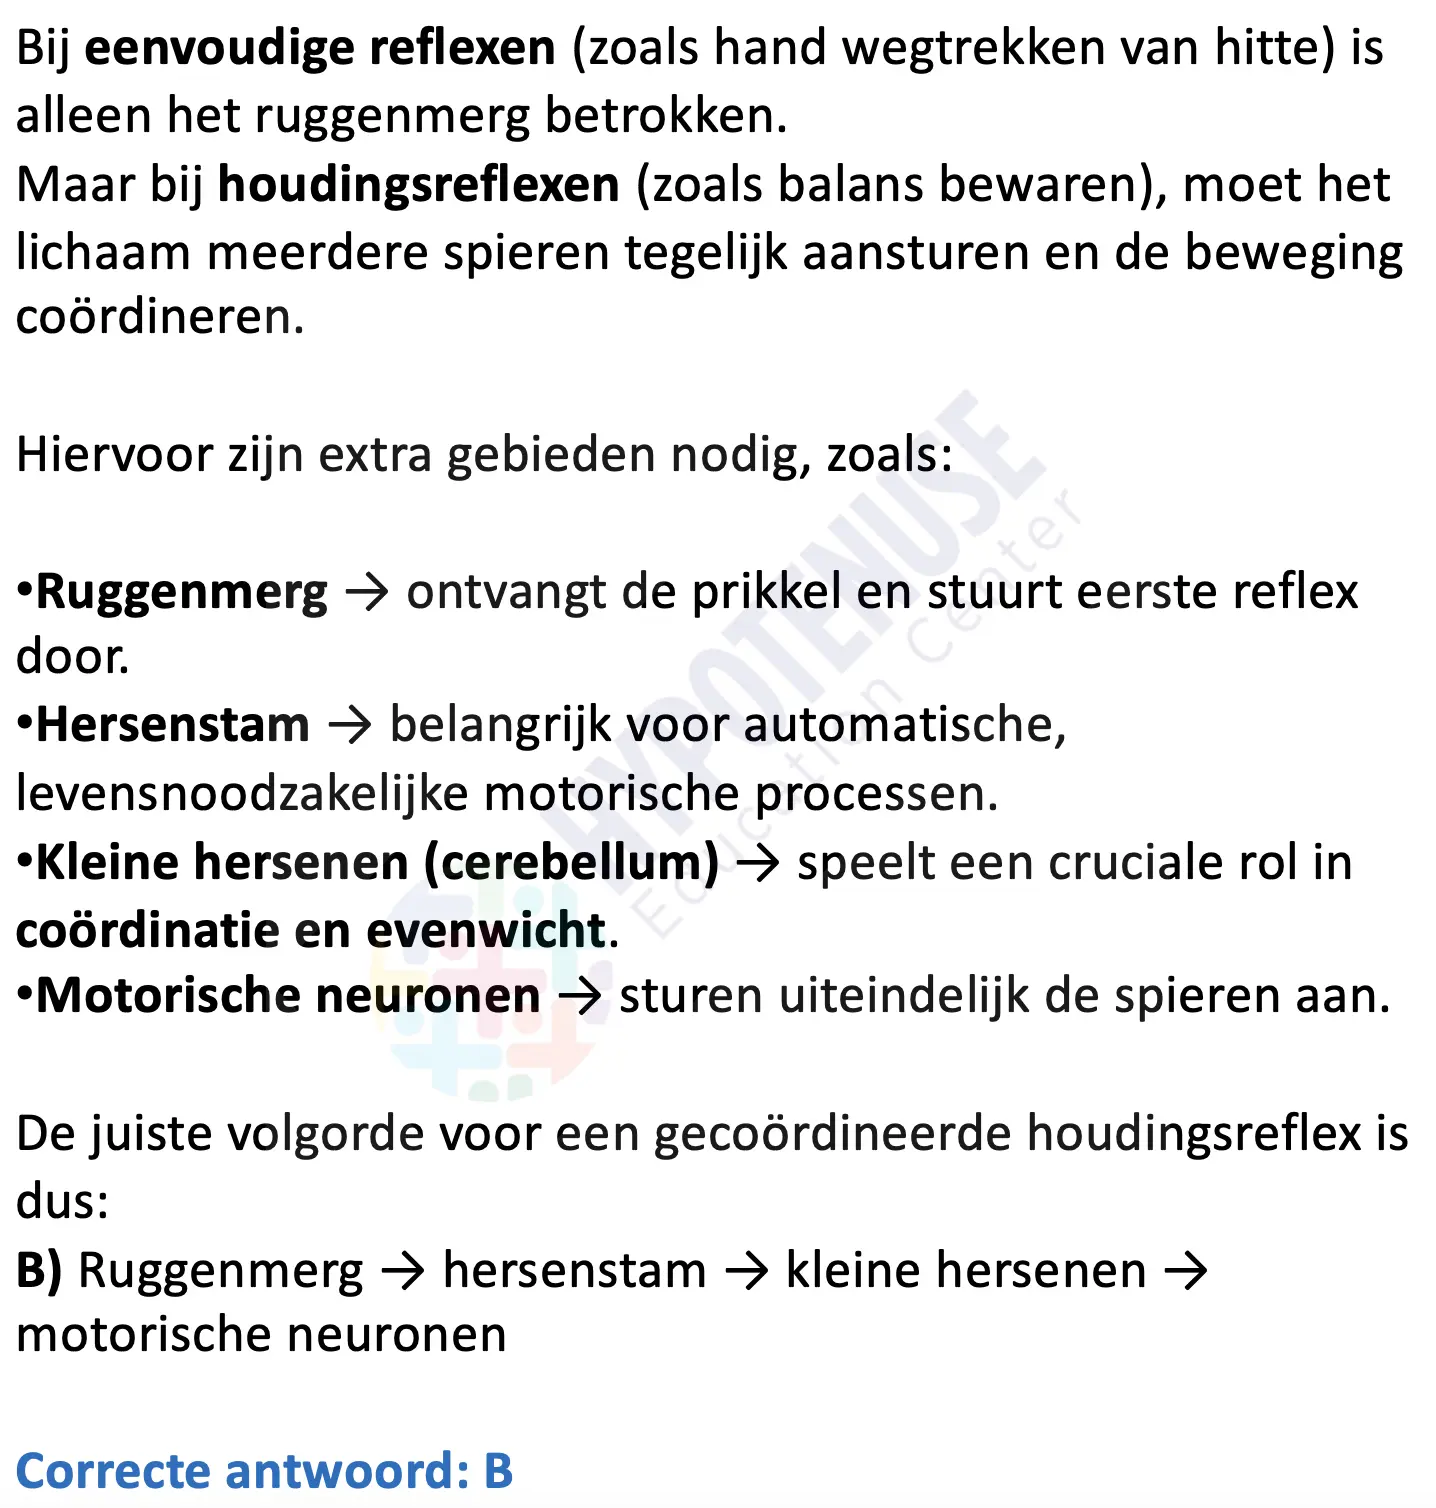 Bij eenvoudige reflexen (zoals hand wegtrekken van hitte) is
alleen het ruggenmerg betrokken.
Maar bij houdingsreflexen (zoals balans bewaren), moet het
lichaam meerdere spieren tegelijk aansturen en de beweging
coördineren.
Hiervoor zijn extra gebieden nodig, zoals:
•Ruggenmerg → ontvangt de prikkel en stuurt eerste reflex
door.
•Hersenstam → belangrijk voor automatische,
levensnoodzakelijke motorische processen.
•Kleine hersenen (cerebellum) → speelt een cruciale rol in
coördinatie en evenwicht.
•Motorische neuronen → sturen uiteindelijk de spieren aan.
De juiste volgorde voor een gecoördineerde houdingsreflex is
dus:
B) Ruggenmerg → hersenstam → kleine hersenen →
motorische neuronen
Correcte antwoord: B
HYPOTENUSE
Education Center